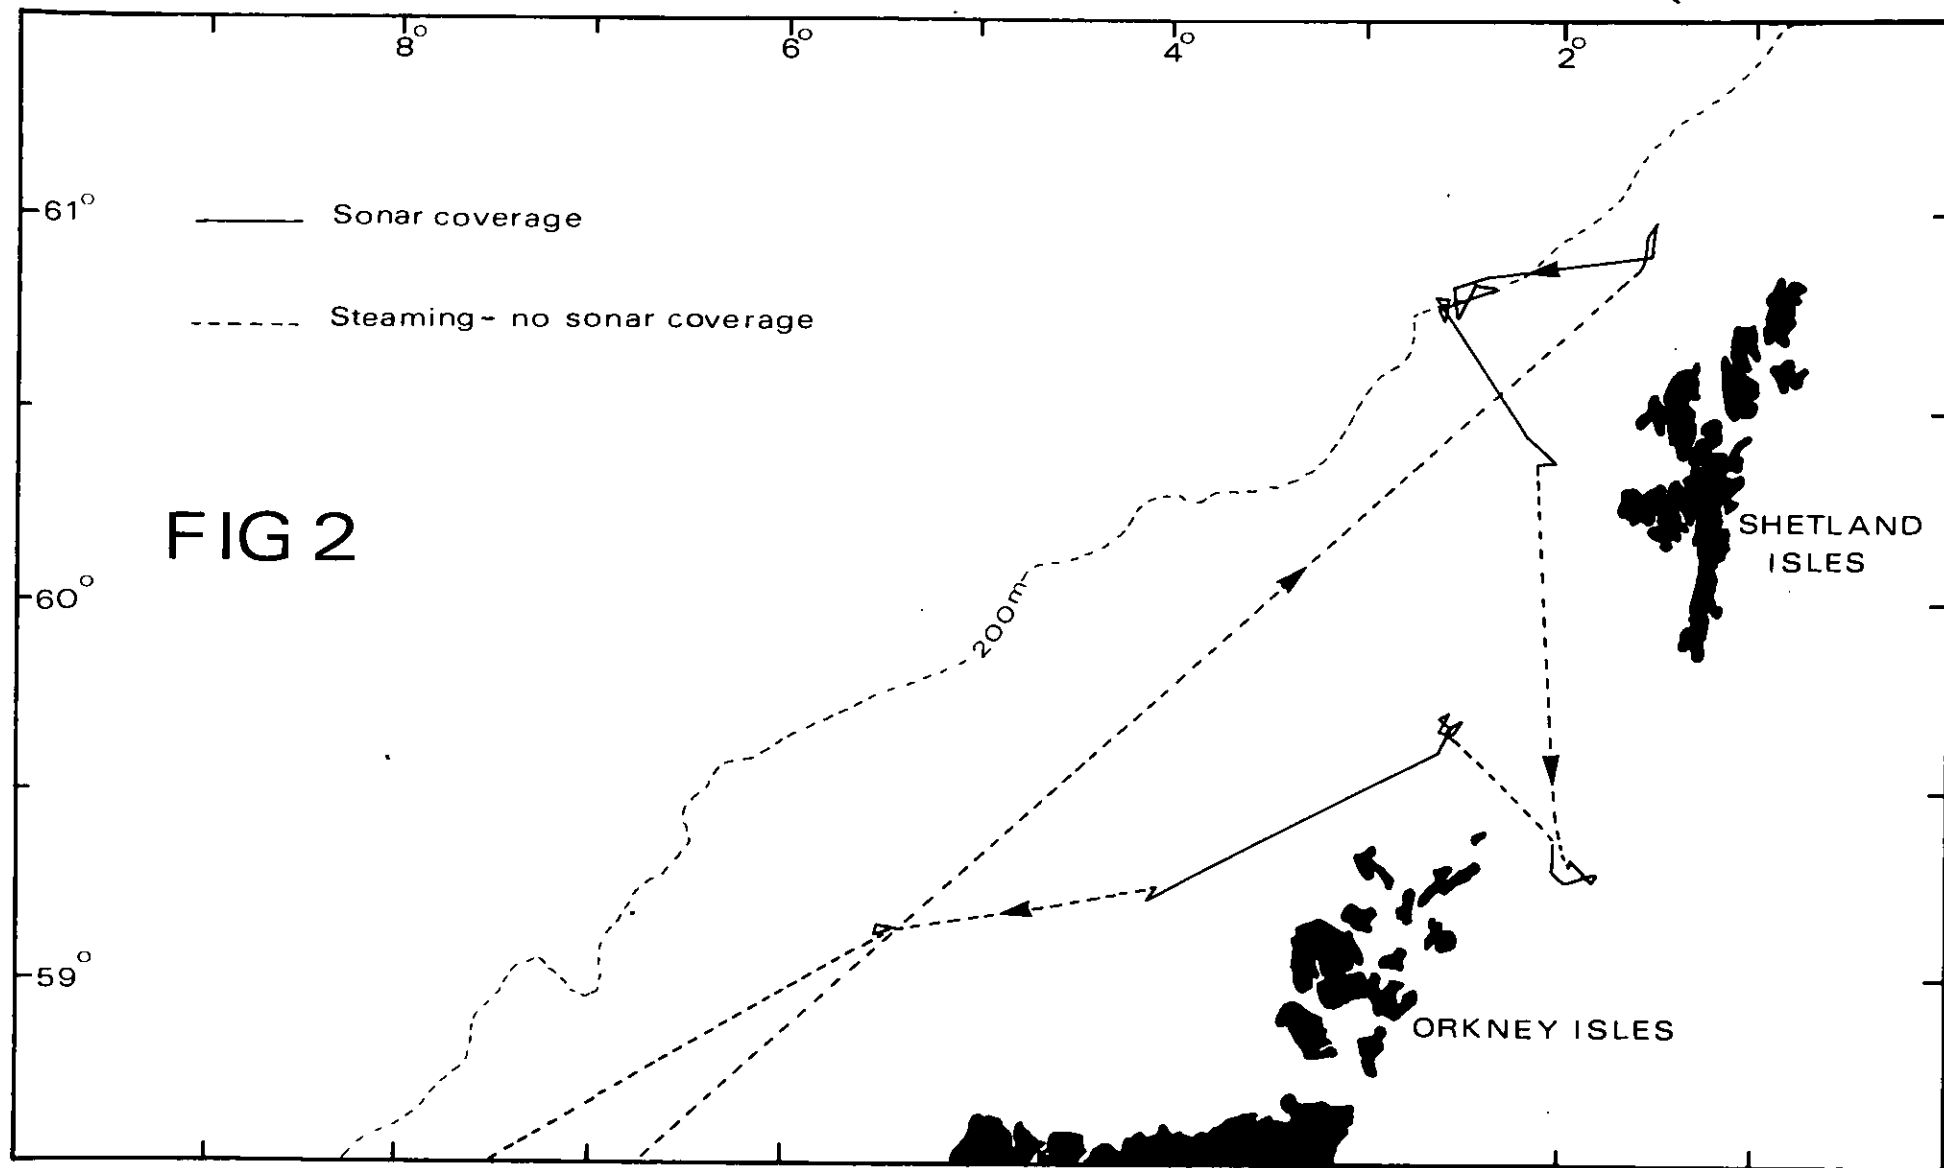 8° 6° 4° 2°
61°
Sonar coverage
Steaming - no sonar coverage
FIG 2
SHETLAND
ISLES
60°
200m
59°
ORKNEY ISLES